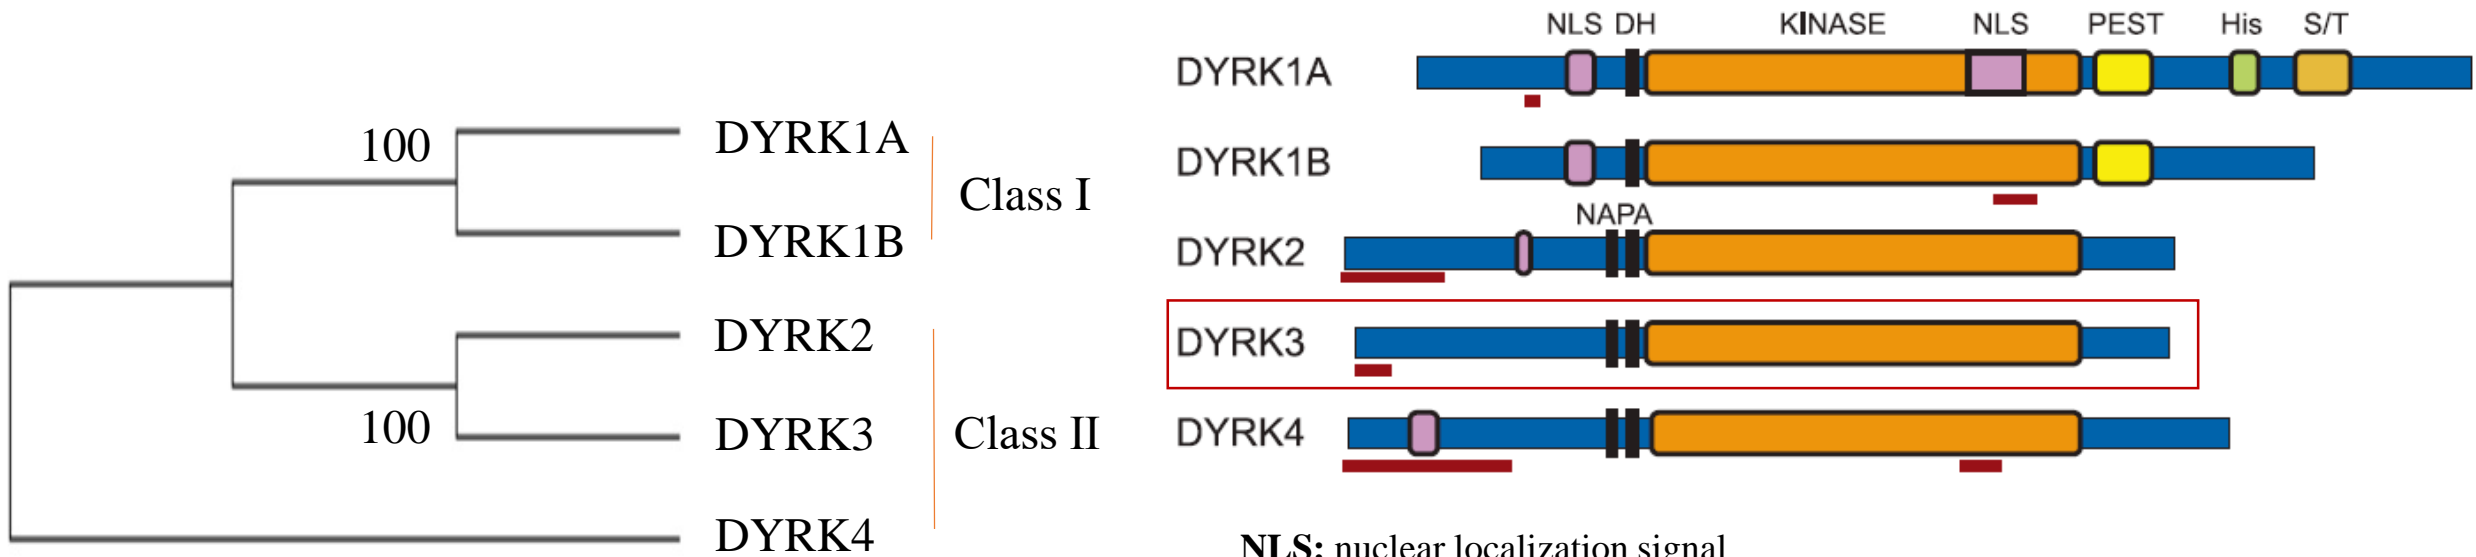 100
DYRK1A
DYRK1B
Class I
DYRK2
100
DYRK3
Class II
DYRK4
NLS DH KINASE NLS PEST His S/T
DYRK1A
DYRK1B
NAPA
DYRK2
DYRK3
DYRK4
NLS: nuclear localization signal